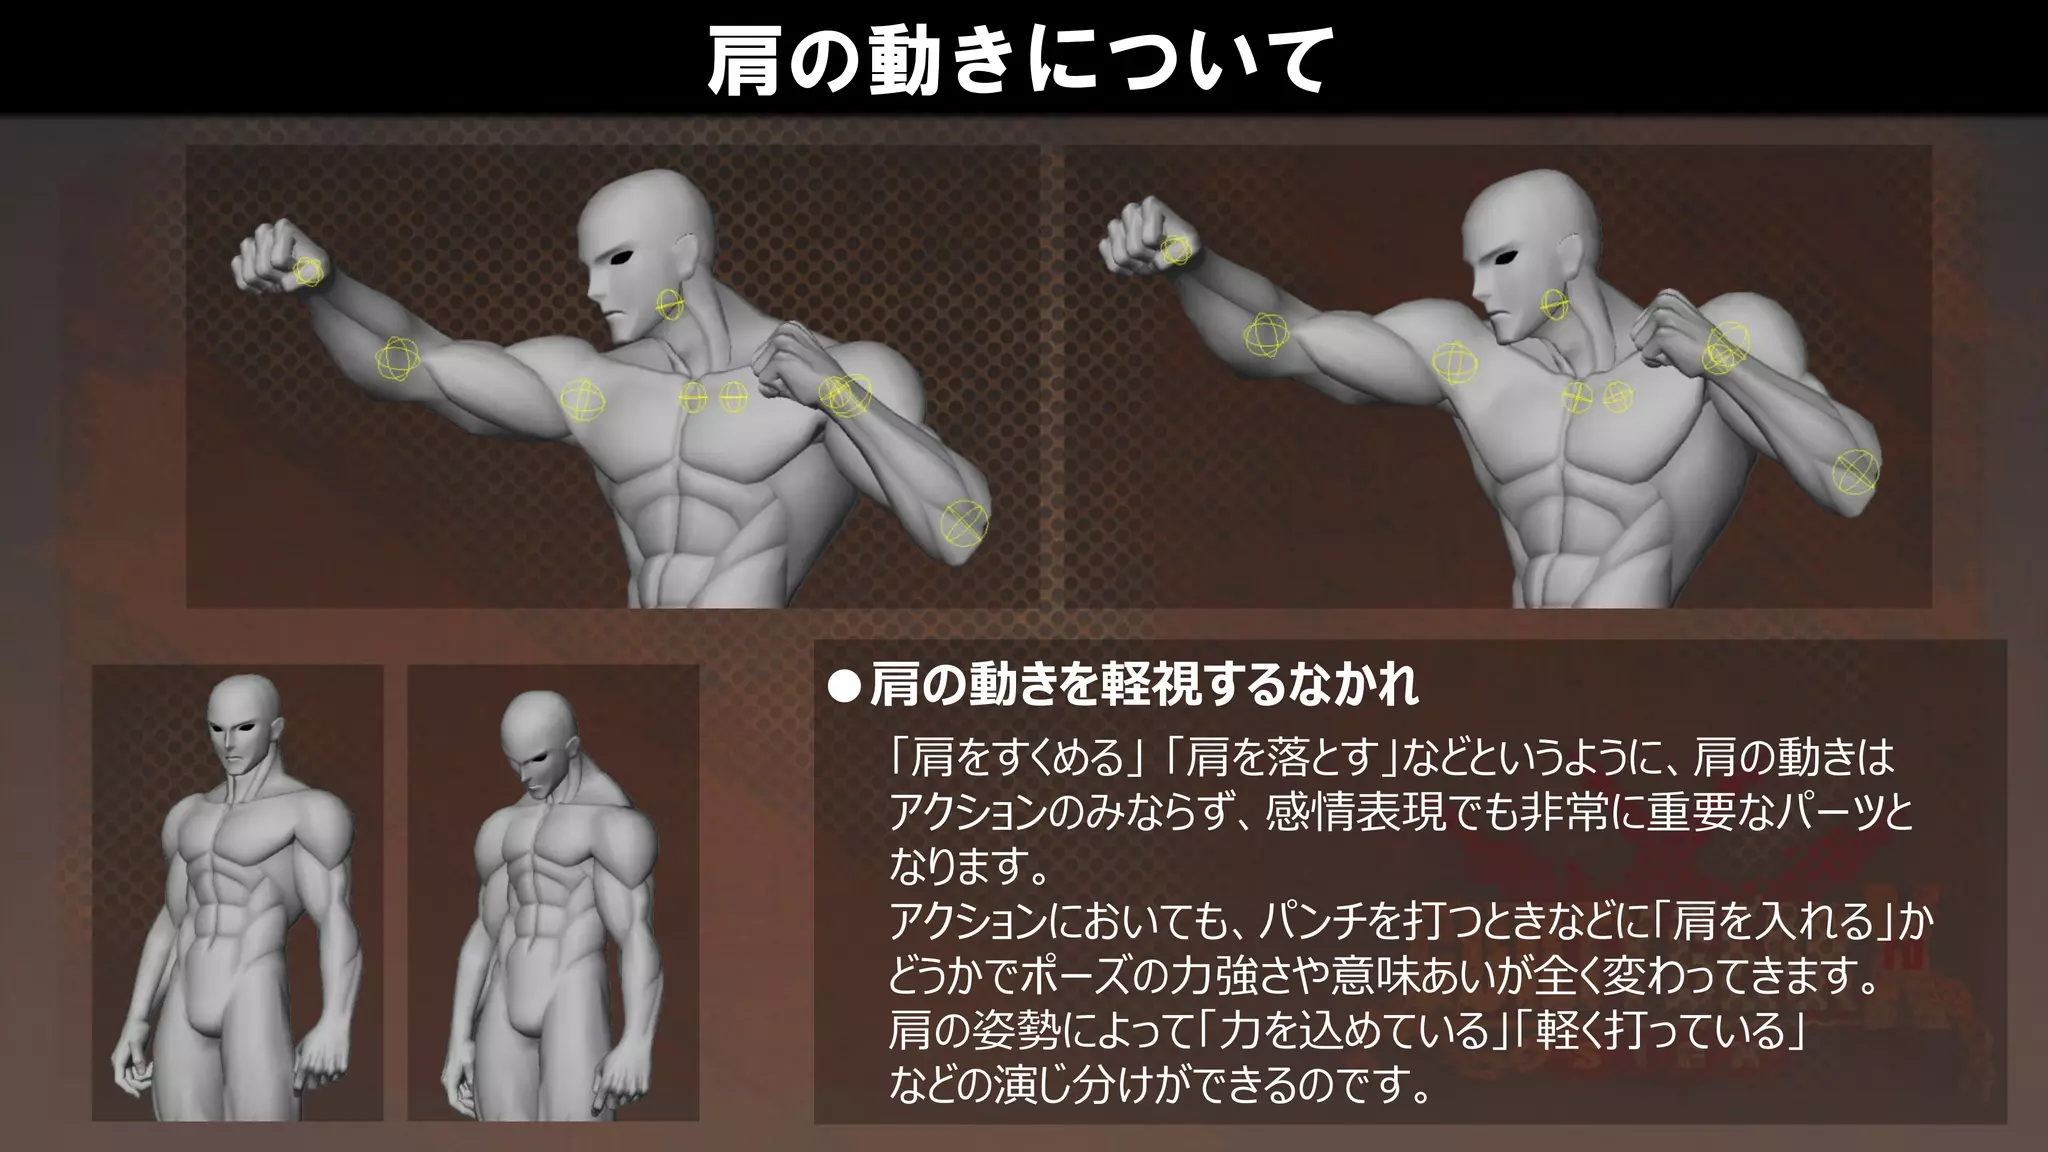 肩の動きについて
●肩の動きを軽視するなかれ
「肩をすくめる」「肩を落とす」などというように、肩の動きは
アクションのみならず、感情表現でも非常に重要なパーツと
なります。
アクションにおいても、パンチを打つときなどに「肩を入れる」か
どうかでポーズの力強さや意味あいが全く変わってきます。
肩の姿勢によって「力を込めている」「軽く打っている」
などの演じ分けができるのです。